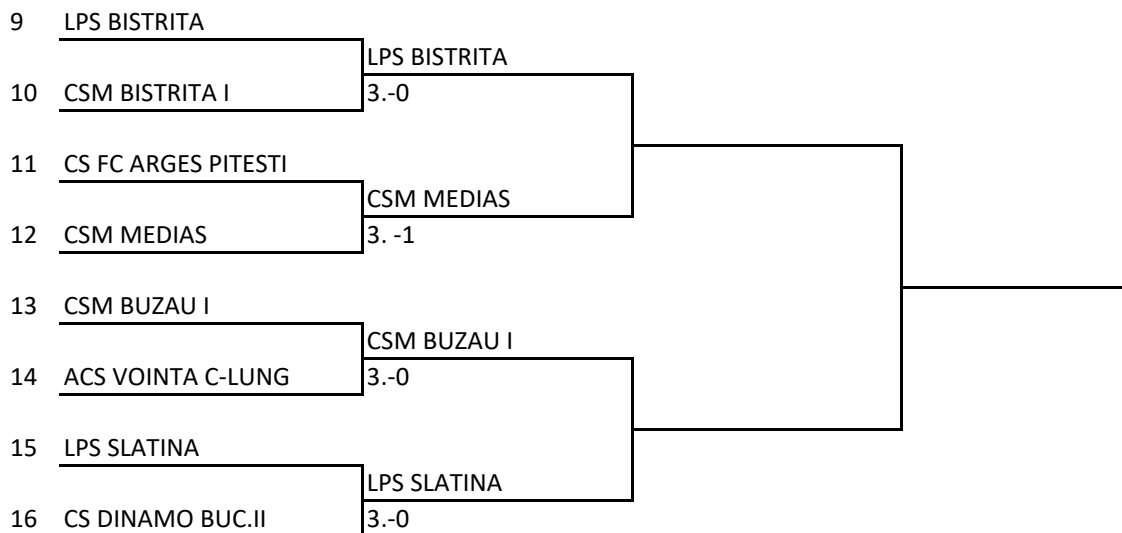 9 LPS BISTRITA
LPS BISTRITA
10 CSM BISTRITA I 3.-0
11 CS FC ARGES PITESTI
CSM MEDIAS
12 CSM MEDIAS 3. -1
13 CSM BUZAU I
CSM BUZAU I
14 ACS VOINTA C-LUNG 3.-0
15 LPS SLATINA
LPS SLATINA
16 CS DINAMO BUC.II 3.-0